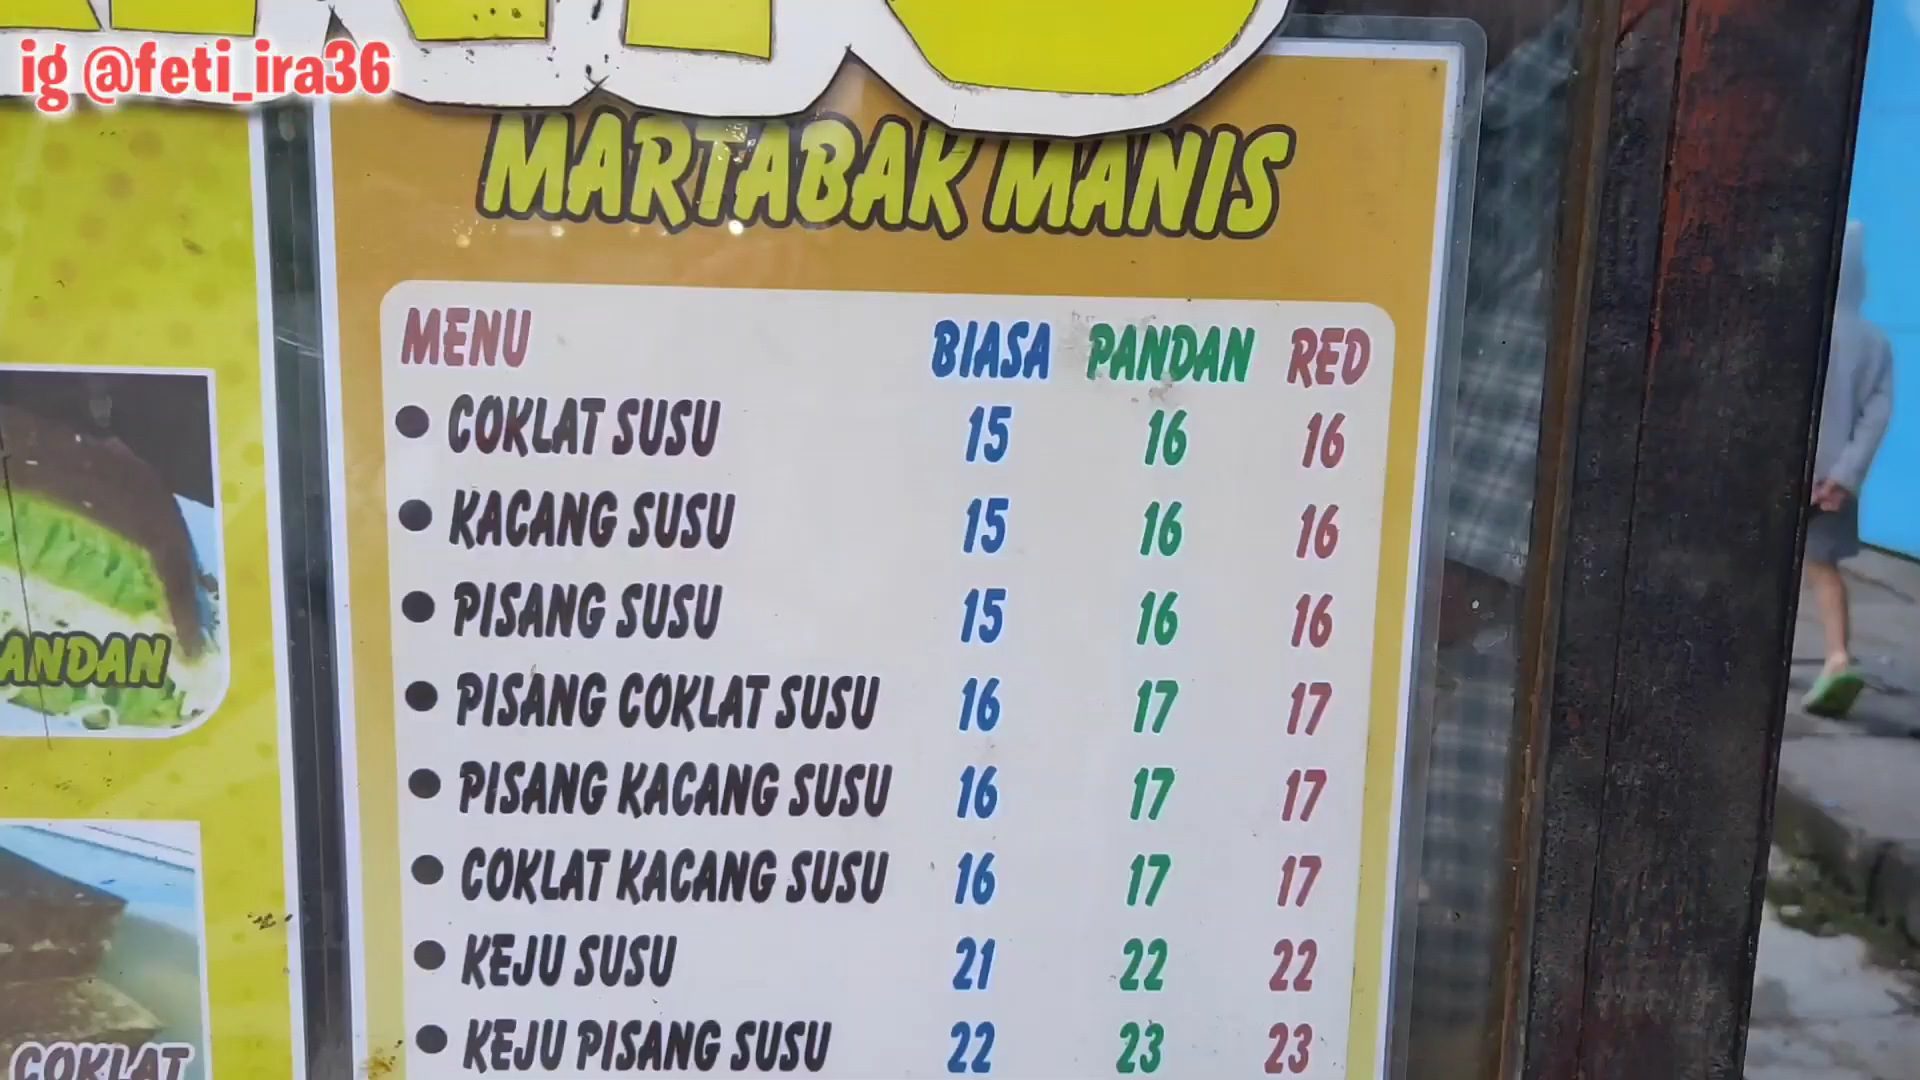 ig @feti_ira36
MARTABAK MANIS
MENU BIASA PANDAN RED
COKLAT SUSU 15 16 16
KACANG SUSU 15 16 16
PISANG SUSU 15 16 16
PISANG COKLAT SUSU 16 17 17
PISANG KACANG SUSU 16 17 17
COKLAT KACANG SUSU 16 17 17
KEJU SUSU 21 22 22
KEJU PISANG SUSU 22 23 23
ANDAN
COKLAT